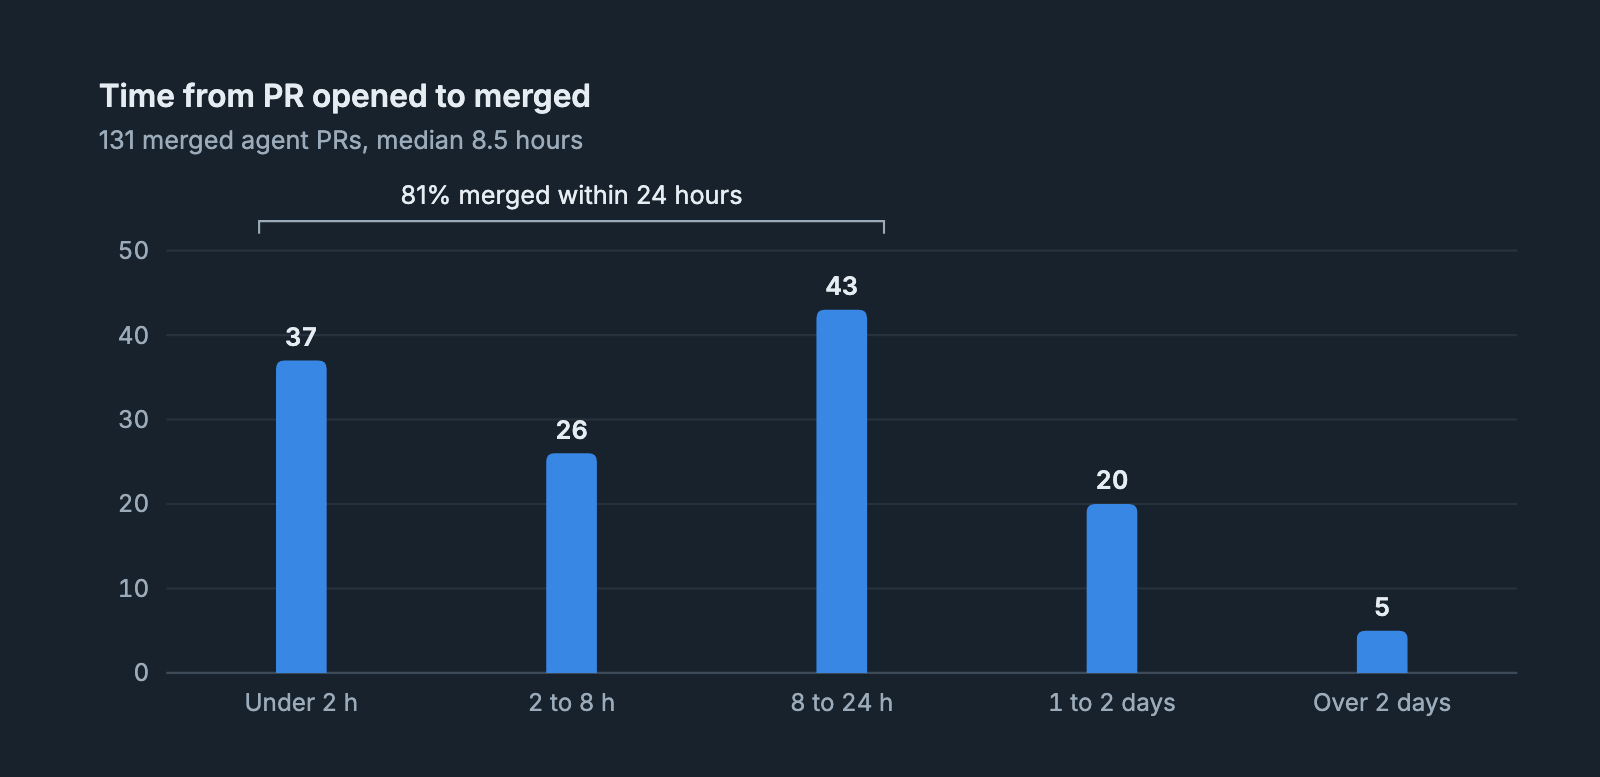 Time from PR opened to merged
131 merged agent PRs, median 8.5 hours
81% merged within 24 hours
50
40
30
20
10
0
37
26
43
20
5
Under 2 h
2 to 8 h
8 to 24 h
1 to 2 days
Over 2 days